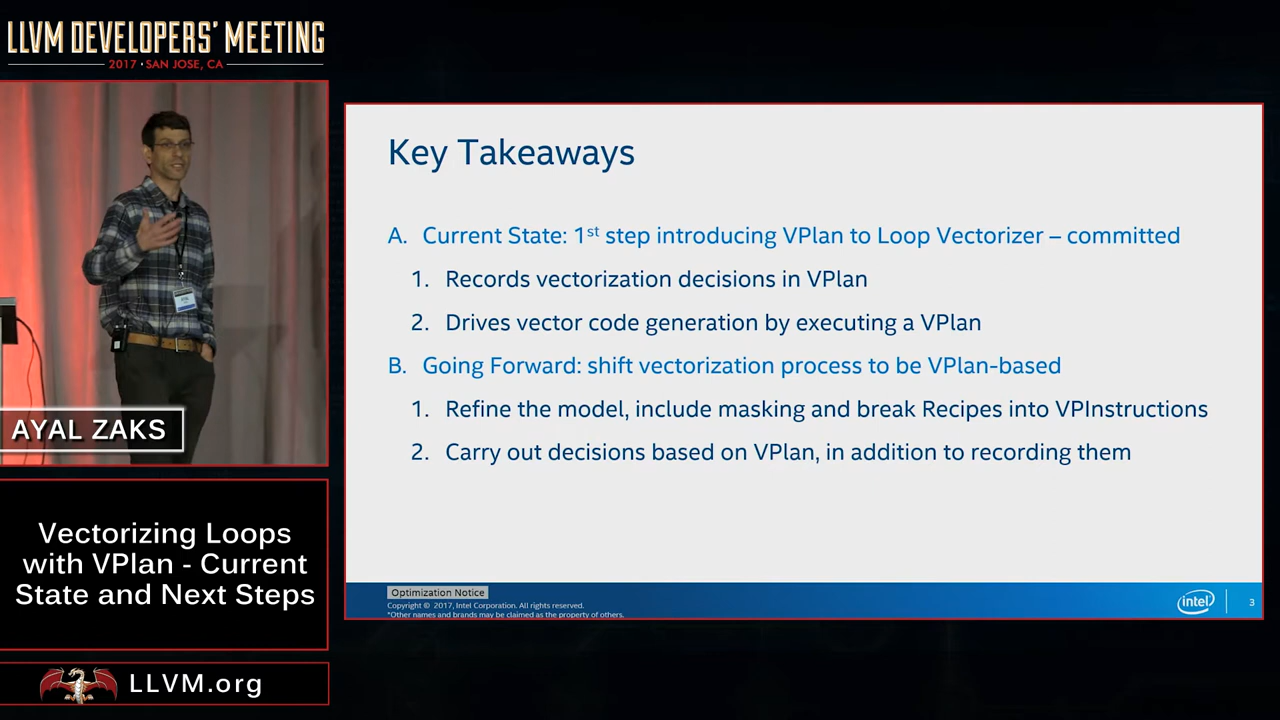 LLVM DEVELOPERS' MEETING
2017 • SAN JOSE, CA
Key Takeaways
A. Current State: 1st step introducing VPlan to Loop Vectorizer – committed
1. Records vectorization decisions in VPlan
2. Drives vector code generation by executing a VPlan
B. Going Forward: shift vectorization process to be VPlan-based
1. Refine the model, include masking and break Recipes into VPInstructions
2. Carry out decisions based on VPlan, in addition to recording them
AYAL ZAKS
Vectorizing Loops
with VPlan - Current
State and Next Steps
LLVM.org
Optimization Notice
Copyright © 2017, Intel Corporation. All rights reserved.
*Other names and brands may be claimed as the property of others.
intel
3